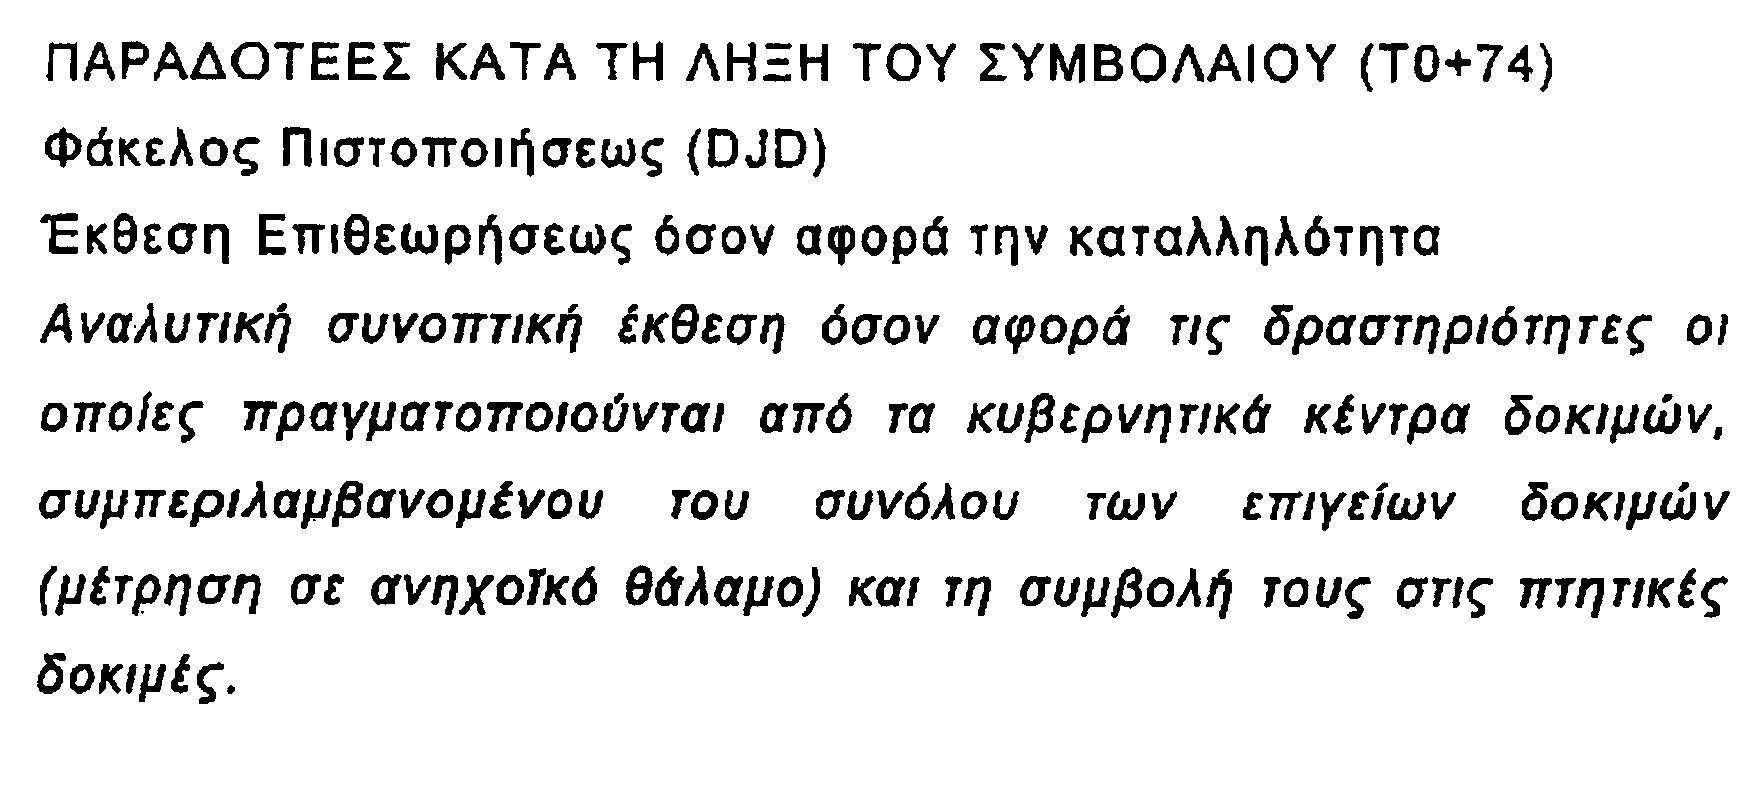 ΠΑΡΑΔΟΤΕΕΣ ΚΑΤΑ ΤΗ ΛΗΞΗ ΤΟΥ ΣΥΜΒΟΛΑΙΟΥ (Τ0+74)
Φάκελος Πιστοποιήσεως (DJD)
Έκθεση Επιθεωρήσεως όσον αφορά την καταλληλότητα
Αναλυτική συνοπτική έκθεση όσον αφορά τις δραστηριότητες οι
οποίες πραγματοποιούνται από τα κυβερνητικά κέντρα δοκιμών,
συμπεριλαμβανομένου του συνόλου των επιγείων δοκιμών
(μέτρηση σε ανηχοϊκό θάλαμο) και τη συμβολή τους στις πτητικές
δοκιμές.